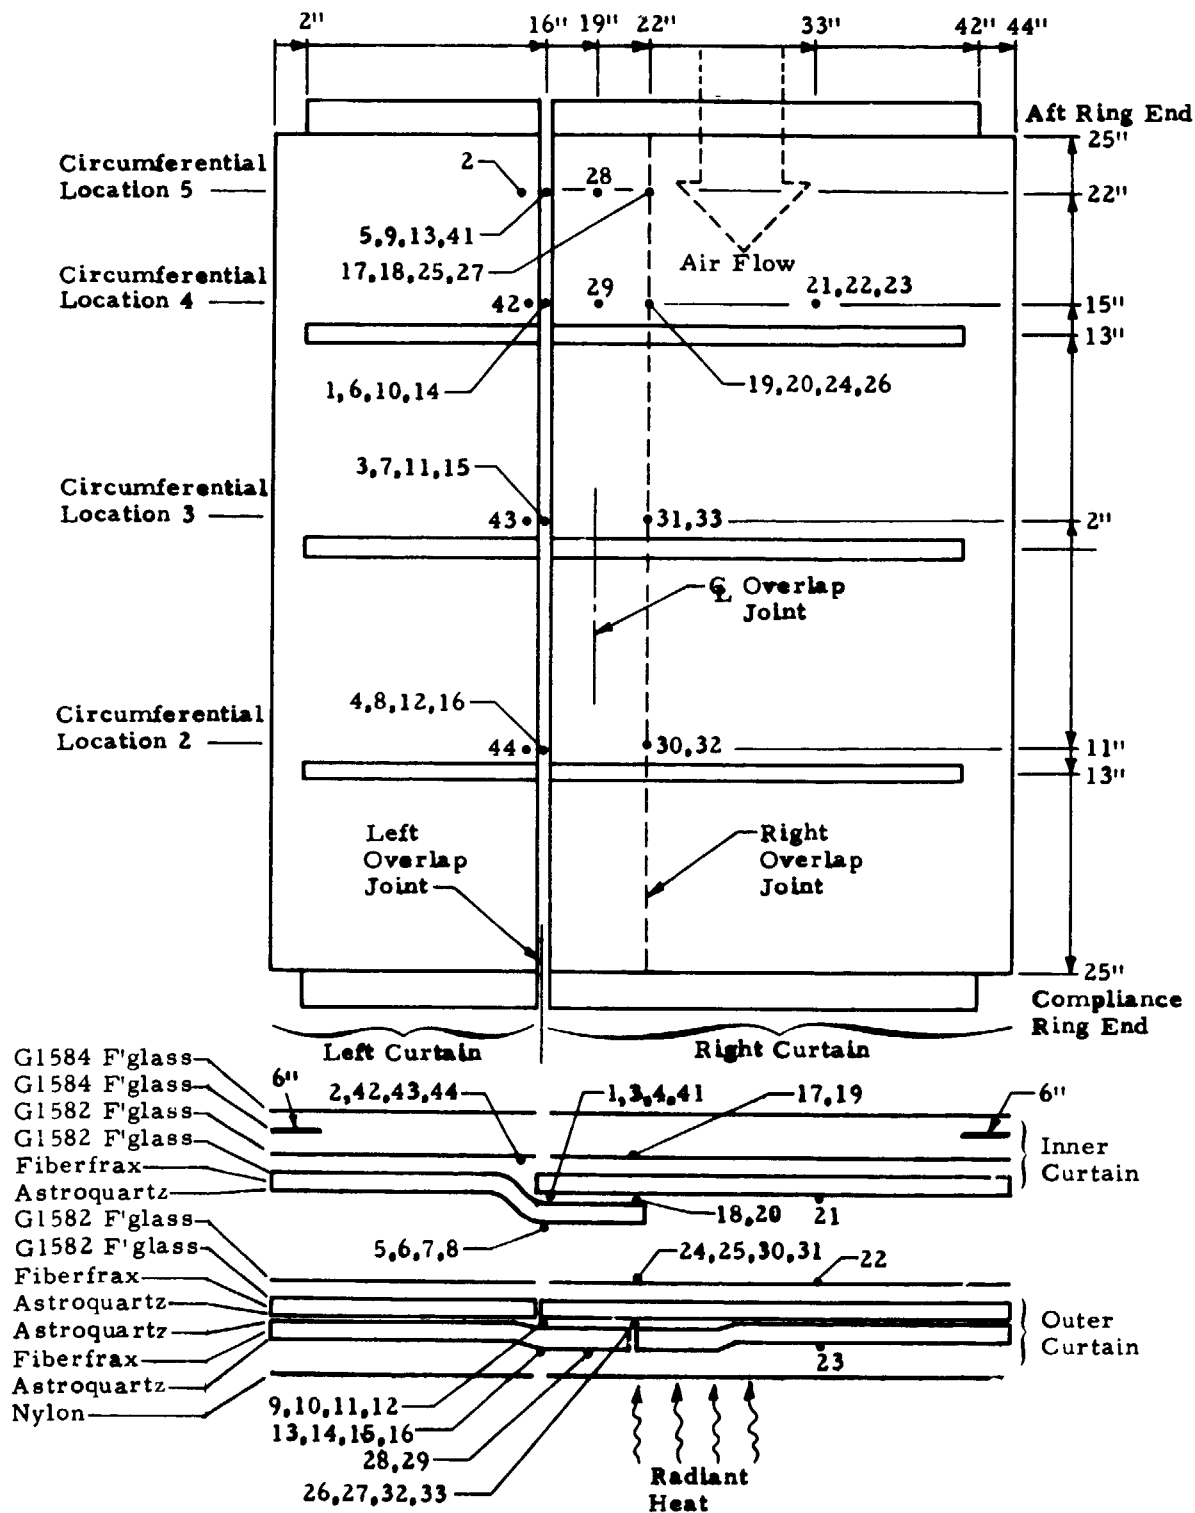 2" 16" 19" 22" 33" 42" 44"
Aft Ring End
25"
Circumferential
Location 5
2
28
22"
5,9,13,41
17,18,25,27
Air Flow
Circumferential
Location 4
42
29
21,22,23
15"
13"
1,6,10,14
19,20,24,26
3,7,11,15
Circumferential
Location 3
43
31,33
2"
℄ Overlap
Joint
4,8,12,16
Circumferential
Location 2
44
30,32
11"
13"
Left
Overlap
Joint
Right
Overlap
Joint
25"
Compliance
Ring End
Left Curtain
Right Curtain
G1584 F'glass
G1584 F'glass
G1582 F'glass
G1582 F'glass
Fiberfrax
Astroquartz
G1582 F'glass
G1582 F'glass
Fiberfrax
Astroquartz
Astroquartz
Fiberfrax
Astroquartz
Nylon
6"
2,42,43,44
1,3,4,41
17,19
6"
Inner
Curtain
18,20
21
5,6,7,8
24,25,30,31
22
Outer
Curtain
23
9,10,11,12
13,14,15,16
28,29
26,27,32,33
Radiant
Heat